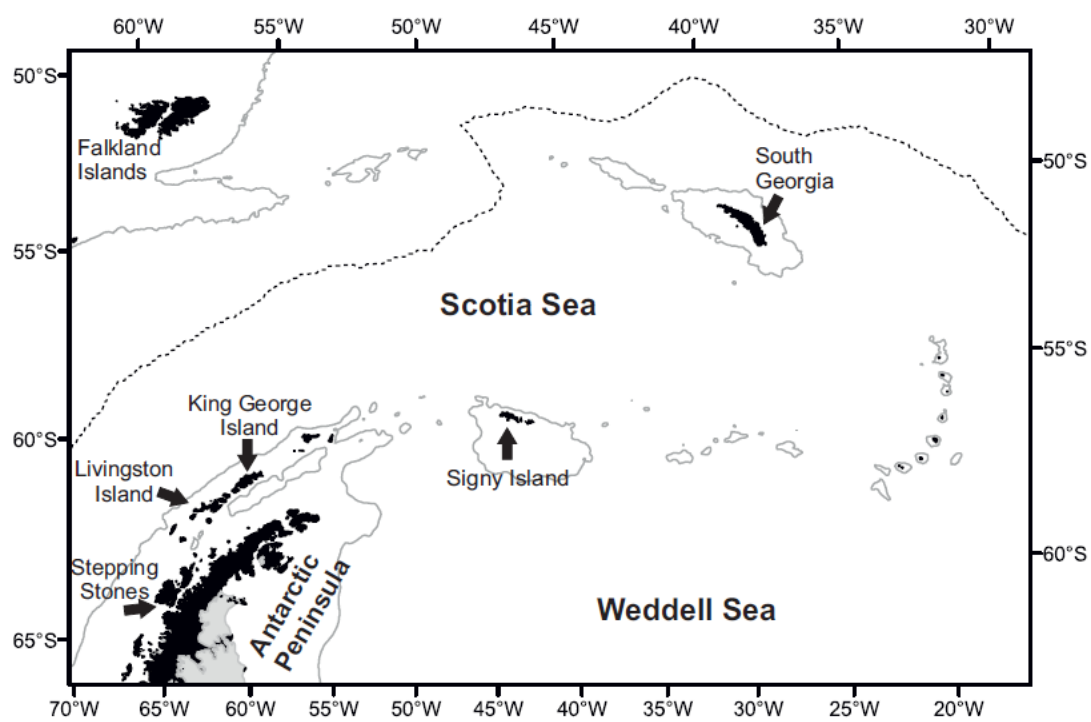 60°W 55°W 50°W 45°W 40°W 35°W 30°W
50°S
Falkland
Islands
South
Georgia
50°S
55°S
Scotia Sea
55°S
King George
Island
60°S
Livingston
Island
Signy Island
Stepping
Stones
Antarctic
Peninsula
60°S
Weddell Sea
65°S
70°W 65°W 60°W 55°W 50°W 45°W 40°W 35°W 30°W 25°W 20°W